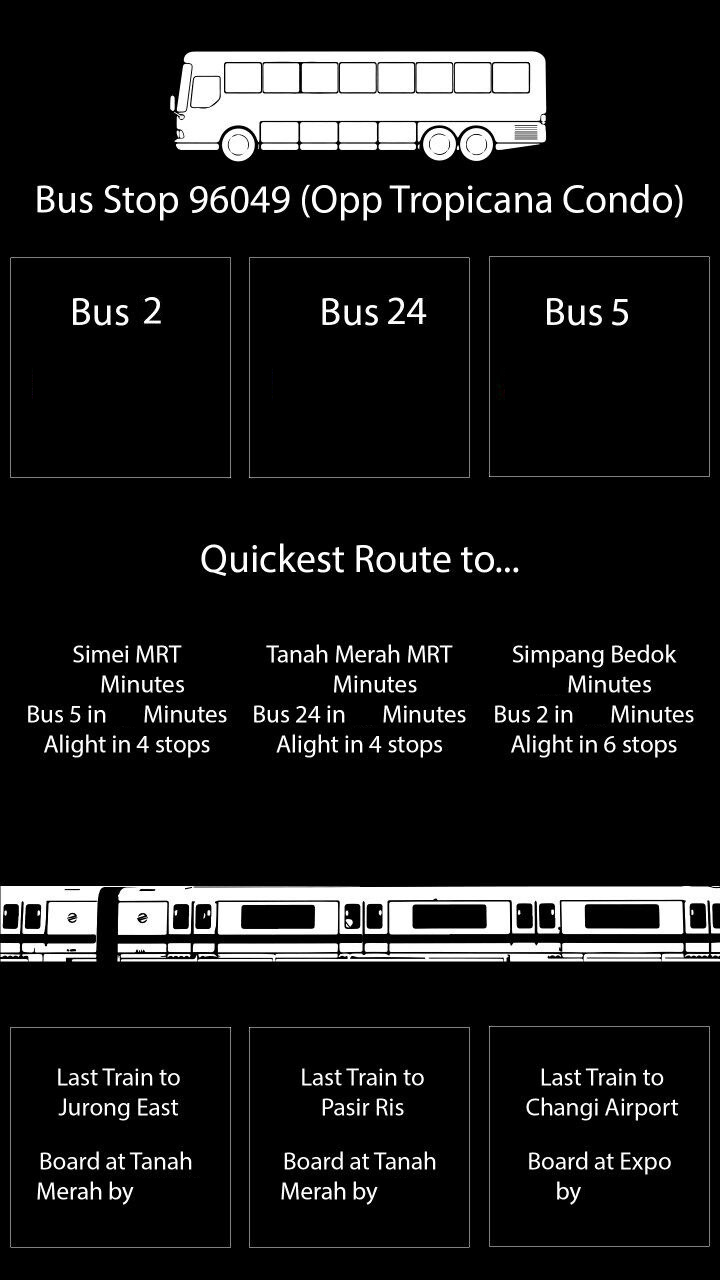 Bus Stop 96049 (Opp Tropicana Condo)
Bus 2
Bus 24
Bus 5
Quickest Route to...
Simei MRT
Minutes
Bus 5 in Minutes
Alight in 4 stops
Tanah Merah MRT
Minutes
Bus 24 in Minutes
Alight in 4 stops
Simpang Bedok
Minutes
Bus 2 in Minutes
Alight in 6 stops
Last Train to
Jurong East
Board at Tanah
Merah by
Last Train to
Pasir Ris
Board at Tanah
Merah by
Last Train to
Changi Airport
Board at Expo
by